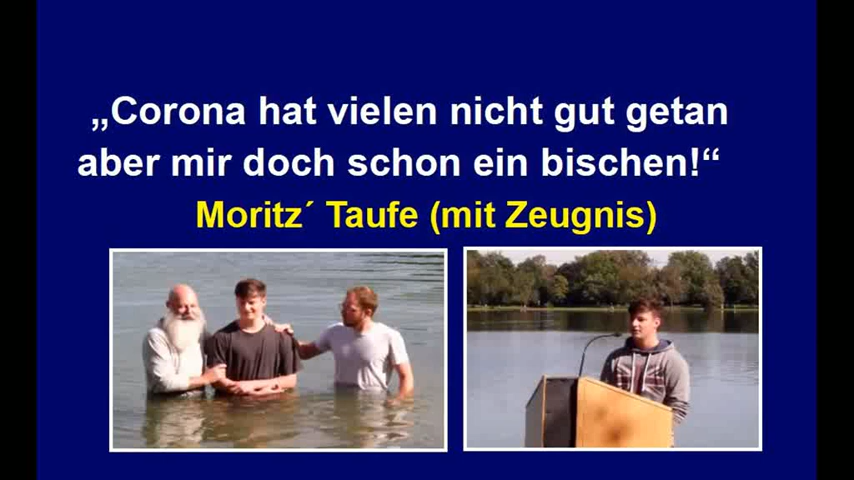 „Corona hat vielen nicht gut getan
aber mir doch schon ein bischen!“
Moritz´ Taufe (mit Zeugnis)